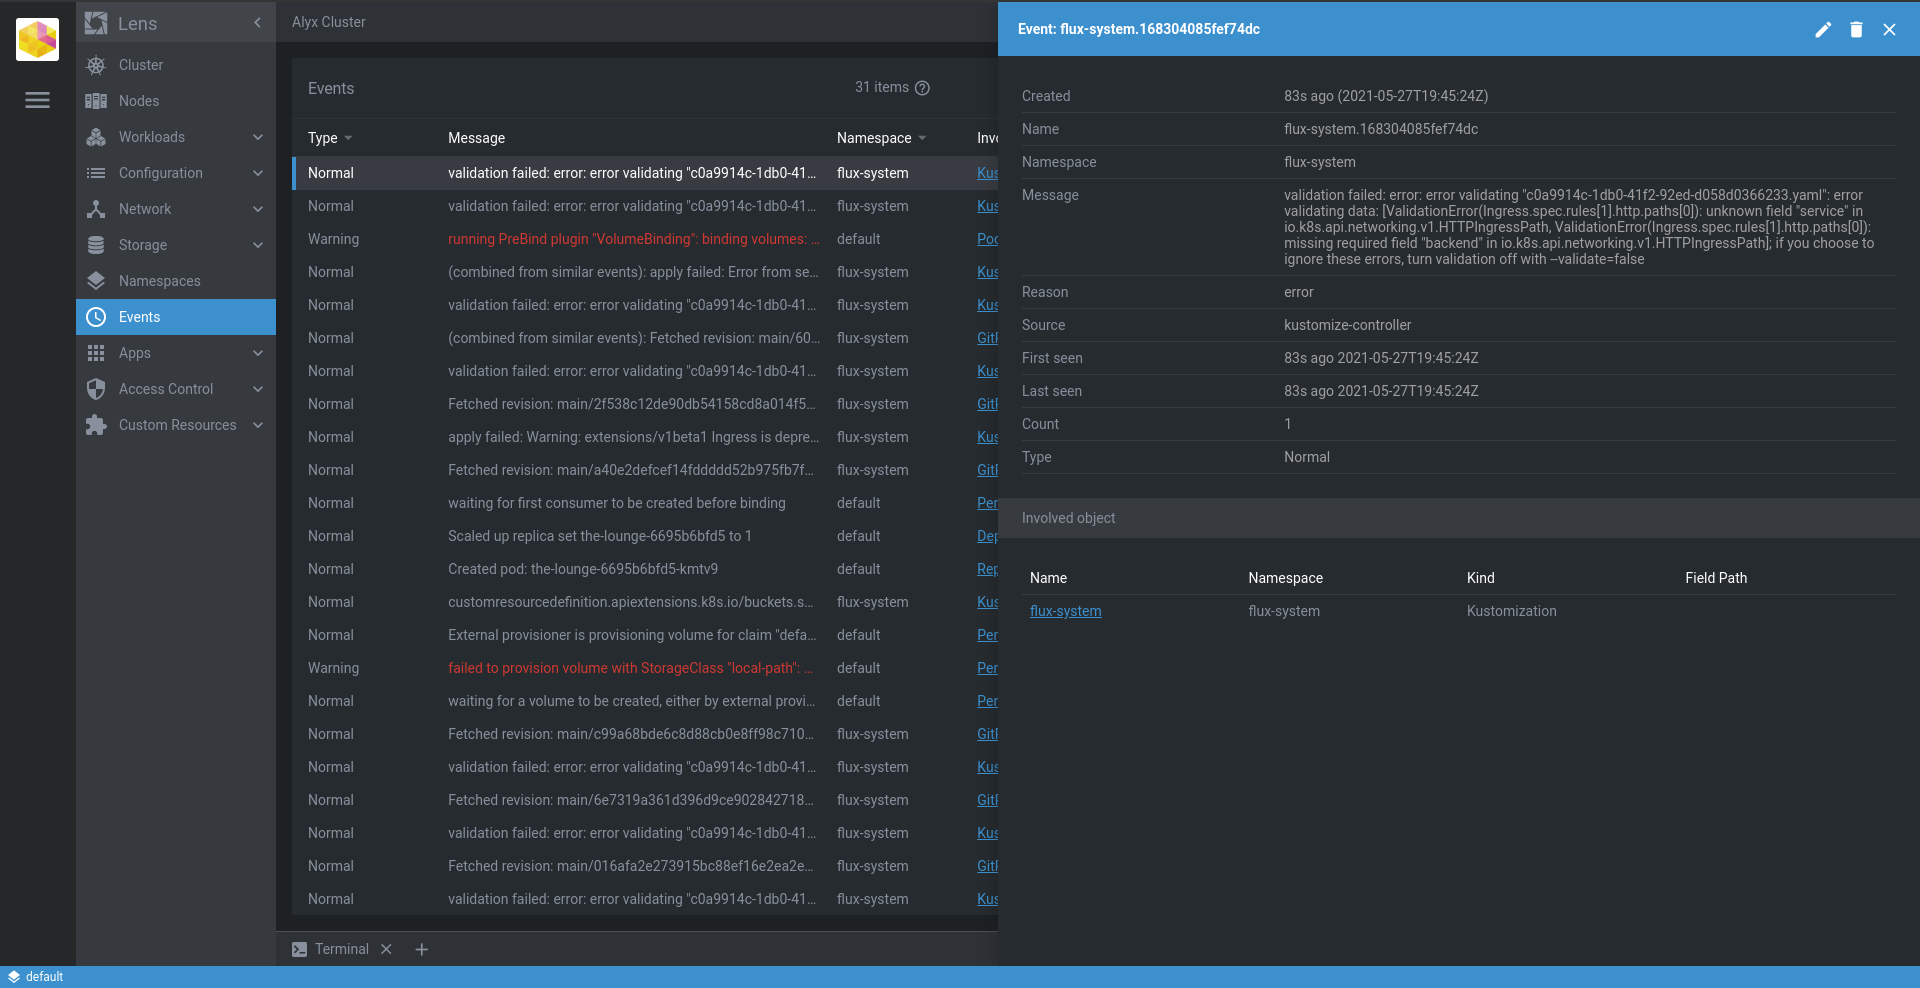 Lens
Cluster
Nodes
Workloads
Configuration
Network
Storage
Namespaces
Events
Apps
Access Control
Custom Resources
Alyx Cluster
Events 31 items
Type Message Namespace Invo
Normal validation failed: error: error validating "c0a9914c-1db0-41... flux-system Kus
Normal validation failed: error: error validating "c0a9914c-1db0-41... flux-system Kus
Warning running PreBind plugin "VolumeBinding": binding volumes: ... default Pod
Normal (combined from similar events): apply failed: Error from se... flux-system Kus
Normal validation failed: error: error validating "c0a9914c-1db0-41... flux-system Kus
Normal (combined from similar events): Fetched revision: main/60... flux-system GitR
Normal validation failed: error: error validating "c0a9914c-1db0-41... flux-system Kus
Normal Fetched revision: main/2f538c12de90db54158cd8a014f5... flux-system GitR
Normal apply failed: Warning: extensions/v1beta1 Ingress is depre... flux-system Kus
Normal Fetched revision: main/a40e2defcef14fddddd52b975fb7f... flux-system GitR
Normal waiting for first consumer to be created before binding default Per
Normal Scaled up replica set the-lounge-6695b6bfd5 to 1 default Dep
Normal Created pod: the-lounge-6695b6bfd5-kmtv9 default Rep
Normal customresourcedefinition.apiextensions.k8s.io/buckets.s... flux-system Kus
Normal External provisioner is provisioning volume for claim "defa... default Per
Warning failed to provision volume with StorageClass "local-path": ... default Per
Normal waiting for a volume to be created, either by external provi... default Per
Normal Fetched revision: main/c99a68bde6c8d88cb0e8ff98c710... flux-system GitR
Normal validation failed: error: error validating "c0a9914c-1db0-41... flux-system Kus
Normal Fetched revision: main/6e7319a361d396d9ce902842718... flux-system GitR
Normal validation failed: error: error validating "c0a9914c-1db0-41... flux-system Kus
Normal Fetched revision: main/016afa2e273915bc88ef16e2ea2e... flux-system GitR
Normal validation failed: error: error validating "c0a9914c-1db0-41... flux-system Kus
Terminal
default
Event: flux-system.168304085fef74dc
Created 83s ago (2021-05-27T19:45:24Z)
Name flux-system.168304085fef74dc
Namespace flux-system
Message validation failed: error: error validating "c0a9914c-1db0-41f2-92ed-d058d0366233.yaml": error
validating data: [ValidationError(Ingress.spec.rules[1].http.paths[0]): unknown field "service" in
io.k8s.api.networking.v1.HTTPIngressPath, ValidationError(Ingress.spec.rules[1].http.paths[0]):
missing required field "backend" in io.k8s.api.networking.v1.HTTPIngressPath]; if you choose to
ignore these errors, turn validation off with --validate=false
Reason error
Source kustomize-controller
First seen 83s ago 2021-05-27T19:45:24Z
Last seen 83s ago 2021-05-27T19:45:24Z
Count 1
Type Normal
Involved object
Name Namespace Kind Field Path
flux-system flux-system Kustomization